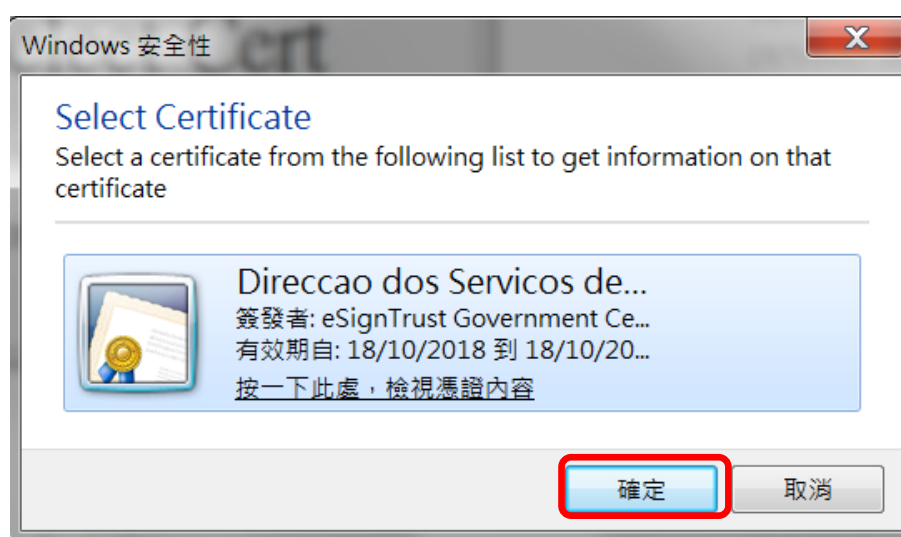 Windows 安全性
Select Certificate
Select a certificate from the following list to get information on that
certificate
Direccao dos Servicos de...
簽發者: eSignTrust Government Ce...
有效期自: 18/10/2018 到 18/10/20...
按一下此處，檢視憑證內容
確定
取消